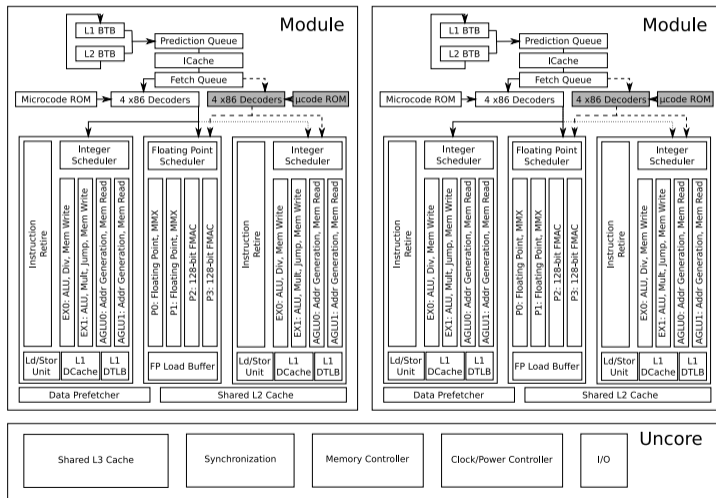 Module
L1 BTB
L2 BTB
Prediction Queue
ICache
Fetch Queue
Microcode ROM
4 x86 Decoders
4 x86 Decoders
µcode ROM
Integer
Scheduler
Instruction
Retire
EX0: ALU, Div, Mem Write
EX1: ALU, Mult, Jump, Mem Write
AGLU0: Addr Generation, Mem Read
AGLU1: Addr Generation, Mem Read
Ld/Stor
Unit
L1
DCache
L1
DTLB
Floating Point
Scheduler
P0: Floating Point, MMX
P1: Floating Point, MMX
P2: 128-bit FMAC
P3: 128-bit FMAC
FP Load Buffer
Integer
Scheduler
Instruction
Retire
EX0: ALU, Div, Mem Write
EX1: ALU, Mult, Jump, Mem Write
AGLU0: Addr Generation, Mem Read
AGLU1: Addr Generation, Mem Read
Ld/Stor
Unit
L1
DCache
L1
DTLB
Data Prefetcher
Shared L2 Cache
Module
L1 BTB
L2 BTB
Prediction Queue
ICache
Fetch Queue
Microcode ROM
4 x86 Decoders
4 x86 Decoders
µcode ROM
Integer
Scheduler
Instruction
Retire
EX0: ALU, Div, Mem Write
EX1: ALU, Mult, Jump, Mem Write
AGLU0: Addr Generation, Mem Read
AGLU1: Addr Generation, Mem Read
Ld/Stor
Unit
L1
DCache
L1
DTLB
Floating Point
Scheduler
P0: Floating Point, MMX
P1: Floating Point, MMX
P2: 128-bit FMAC
P3: 128-bit FMAC
FP Load Buffer
Integer
Scheduler
Instruction
Retire
EX0: ALU, Div, Mem Write
EX1: ALU, Mult, Jump, Mem Write
AGLU0: Addr Generation, Mem Read
AGLU1: Addr Generation, Mem Read
Ld/Stor
Unit
L1
DCache
L1
DTLB
Data Prefetcher
Shared L2 Cache
Uncore
Shared L3 Cache
Synchronization
Memory Controller
Clock/Power Controller
I/O